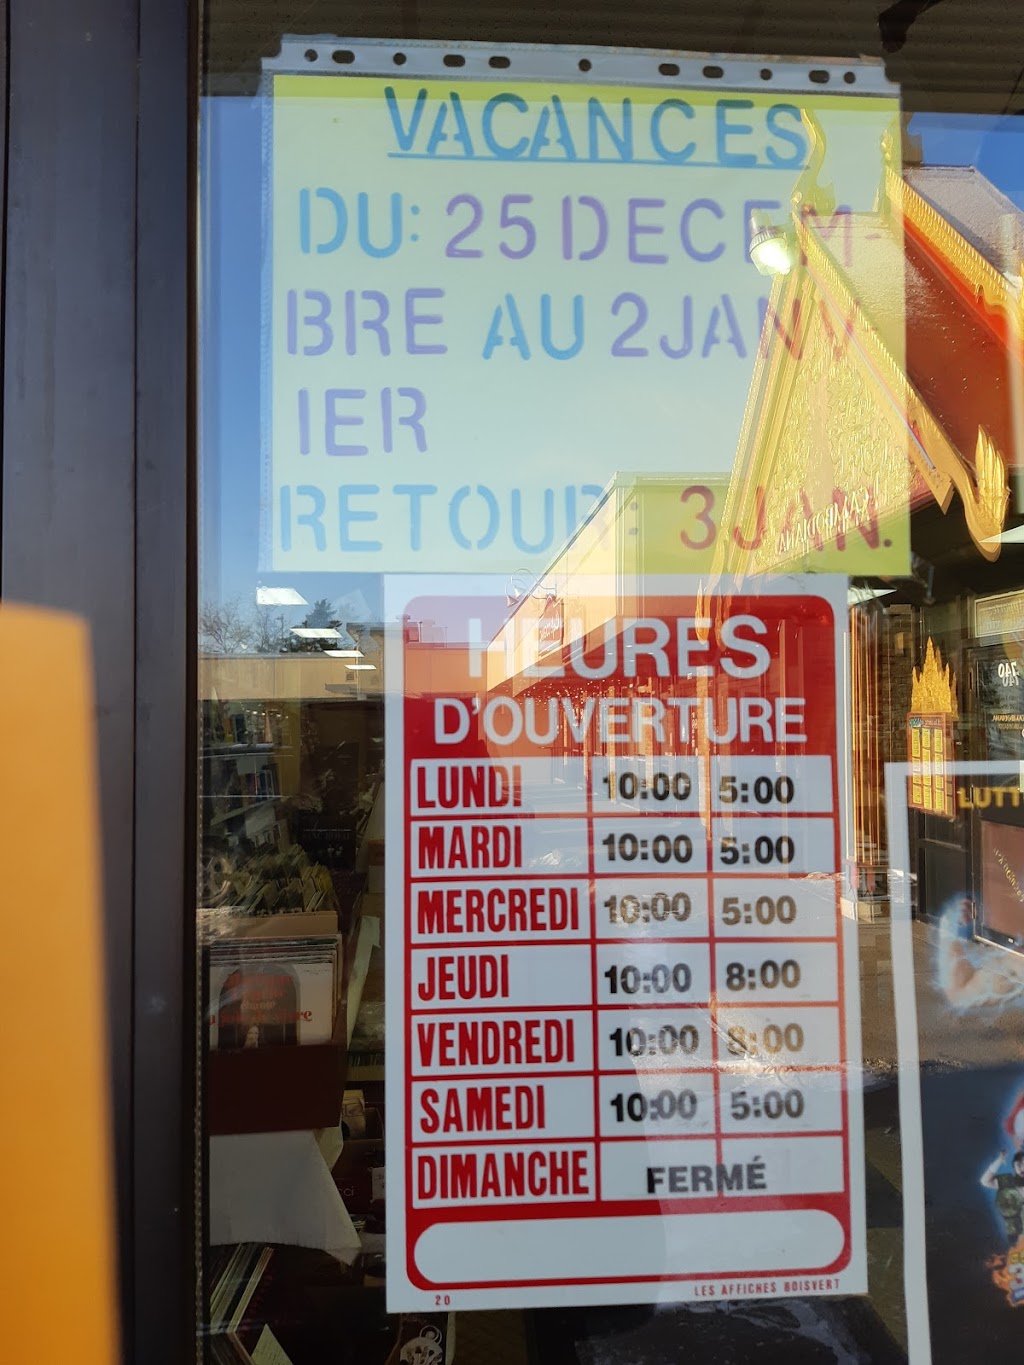 VACANCES
DU: 25 DECEM-
BRE AU 2 JANV
IER
RETOUR: 3 JAN.
HEURES
D'OUVERTURE
LUNDI 10:00 5:00
MARDI 10:00 5:00
MERCREDI 10:00 5:00
JEUDI 10:00 8:00
VENDREDI 10:00 8:00
SAMEDI 10:00 5:00
DIMANCHE FERMÉ
20 LES AFFICHES BOISVERT
LUTT